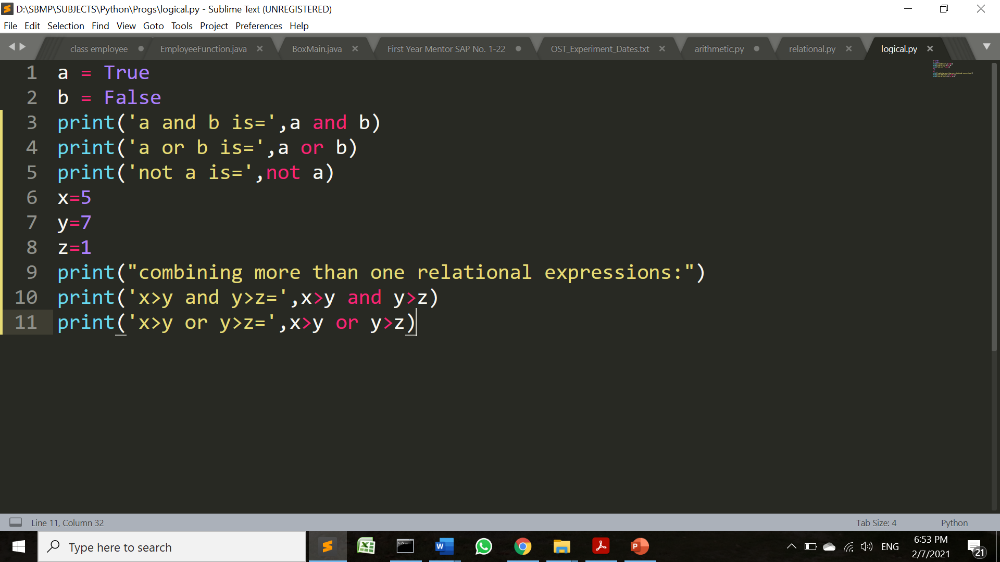 D:\SBMP\SUBJECTS\Python\Progs\logical.py - Sublime Text (UNREGISTERED)
File Edit Selection Find View Goto Tools Project Preferences Help
class employee EmployeeFunction.java BoxMain.java First Year Mentor SAP No. 1-22 OST_Experiment_Dates.txt arithmetic.py relational.py logical.py
1 a = True
2 b = False
3 print('a and b is=',a and b)
4 print('a or b is=',a or b)
5 print('not a is=',not a)
6 x=5
7 y=7
8 z=1
9 print("combining more than one relational expressions:")
10 print('x>y and y>z=',x>y and y>z)
11 print('x>y or y>z=',x>y or y>z)
Line 11, Column 32 Tab Size: 4 Python
Type here to search
ENG
6:53 PM
2/7/2021
21